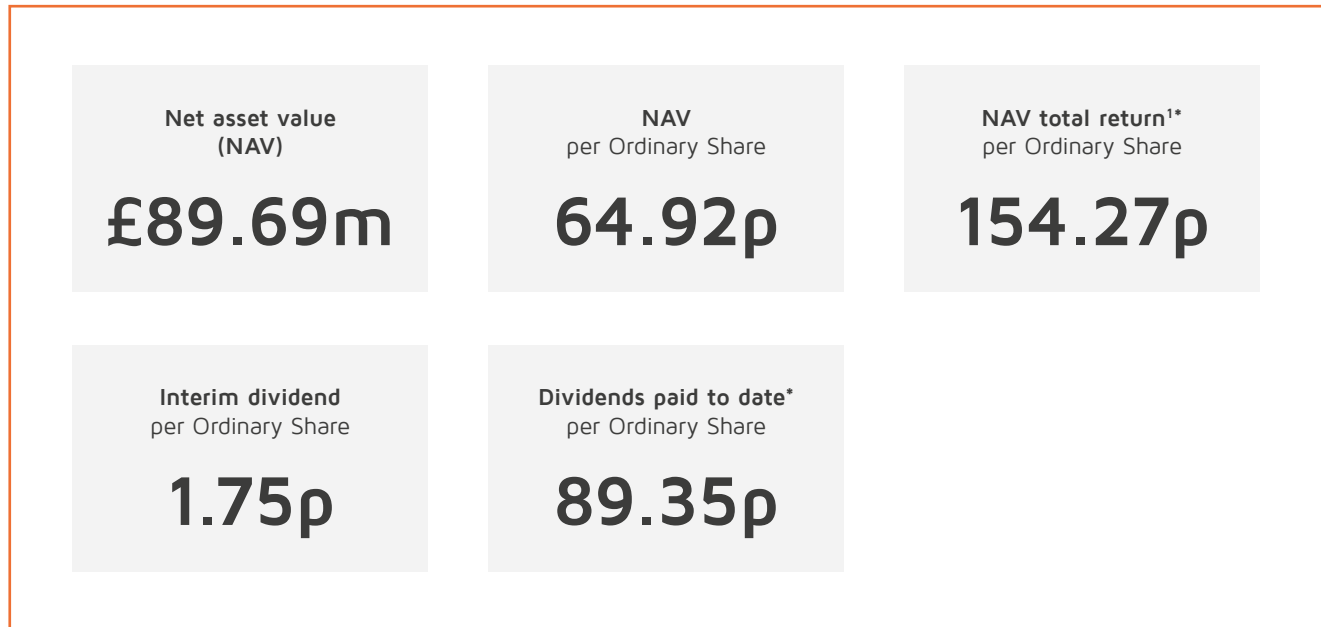 Net asset value
(NAV)
£89.69m
NAV
per Ordinary Share
64.92p
NAV total return¹*
per Ordinary Share
154.27p
Interim dividend
per Ordinary Share
1.75p
Dividends paid to date*
per Ordinary Share
89.35p